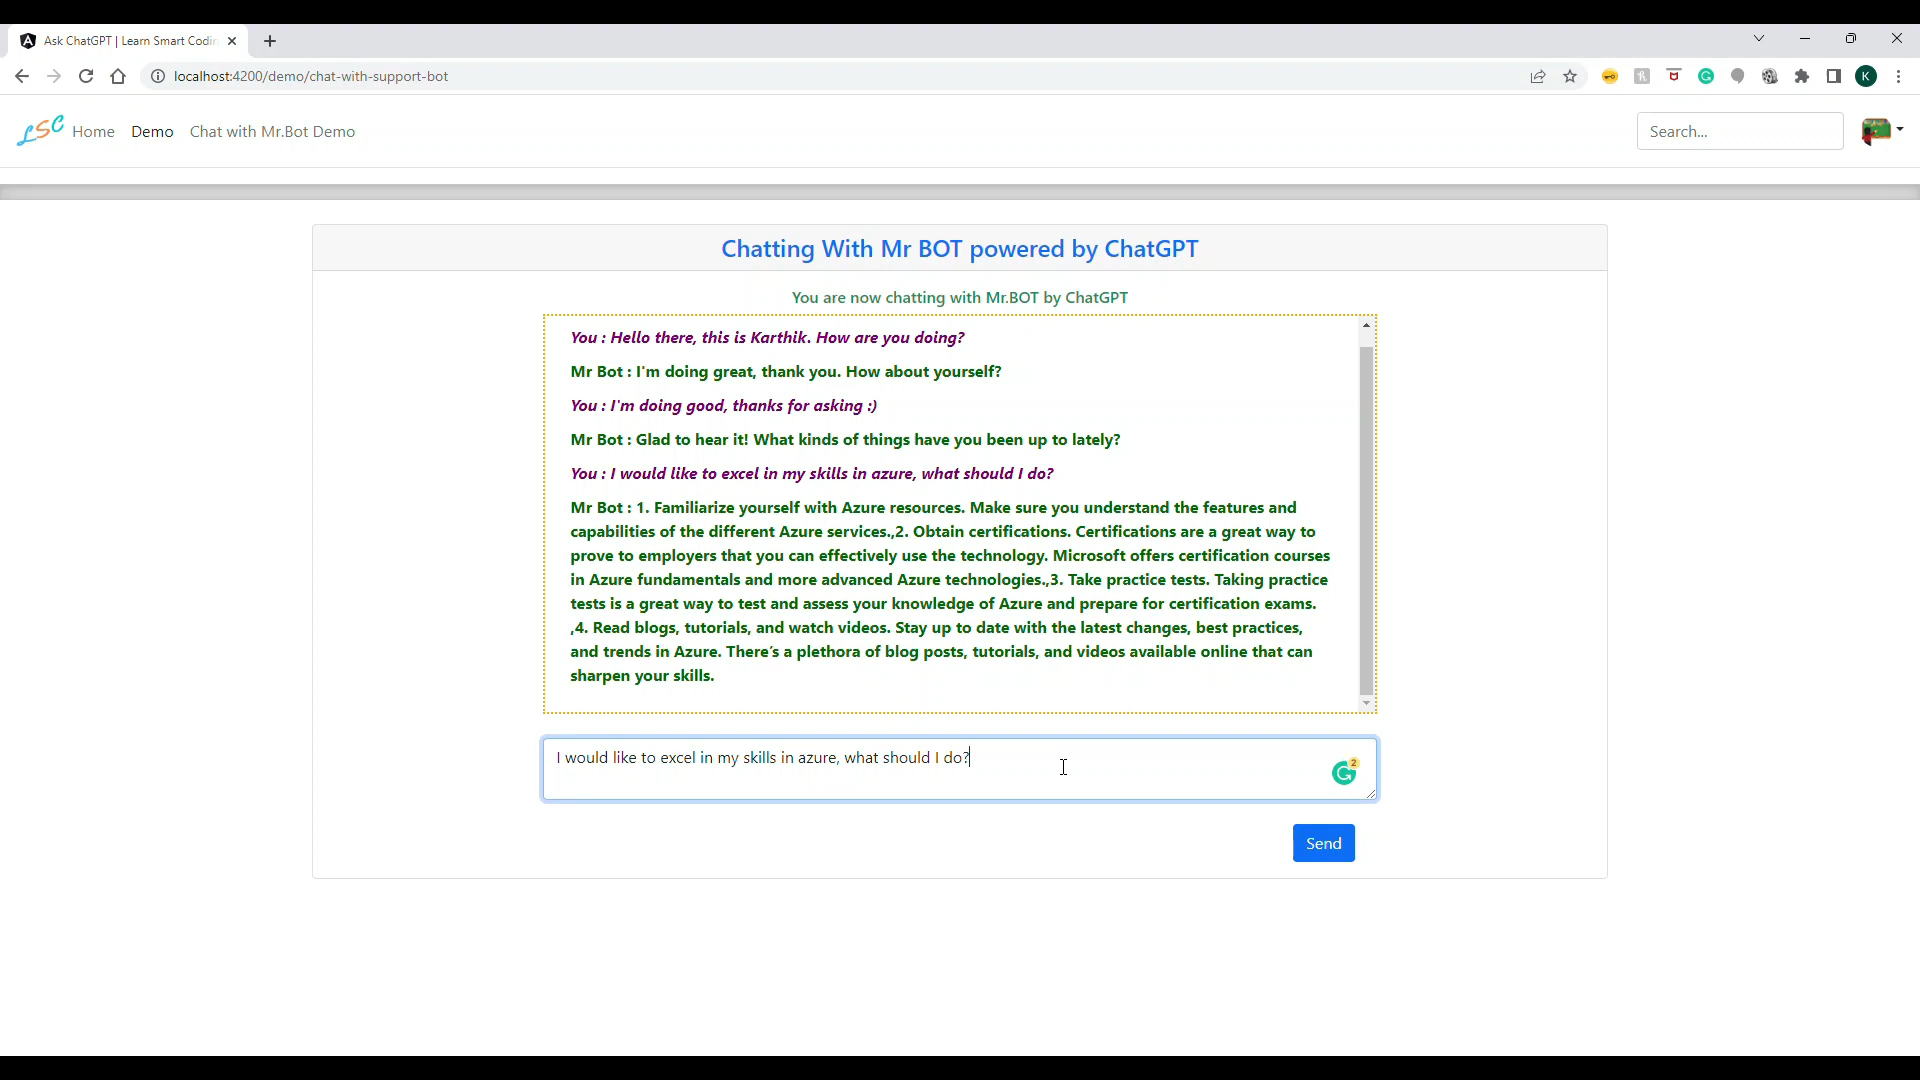 Ask ChatGPT | Learn Smart Codin
localhost:4200/demo/chat-with-support-bot
K
LSC Home Demo Chat with Mr.Bot Demo Search...
Chatting With Mr BOT powered by ChatGPT
You are now chatting with Mr.BOT by ChatGPT
You : Hello there, this is Karthik. How are you doing?
Mr Bot : I'm doing great, thank you. How about yourself?
You : I'm doing good, thanks for asking :)
Mr Bot : Glad to hear it! What kinds of things have you been up to lately?
You : I would like to excel in my skills in azure, what should I do?
Mr Bot : 1. Familiarize yourself with Azure resources. Make sure you understand the features and
capabilities of the different Azure services.,2. Obtain certifications. Certifications are a great way to
prove to employers that you can effectively use the technology. Microsoft offers certification courses
in Azure fundamentals and more advanced Azure technologies.,3. Take practice tests. Taking practice
tests is a great way to test and assess your knowledge of Azure and prepare for certification exams.
,4. Read blogs, tutorials, and watch videos. Stay up to date with the latest changes, best practices,
and trends in Azure. There's a plethora of blog posts, tutorials, and videos available online that can
sharpen your skills.
I would like to excel in my skills in azure, what should I do?
2
Send